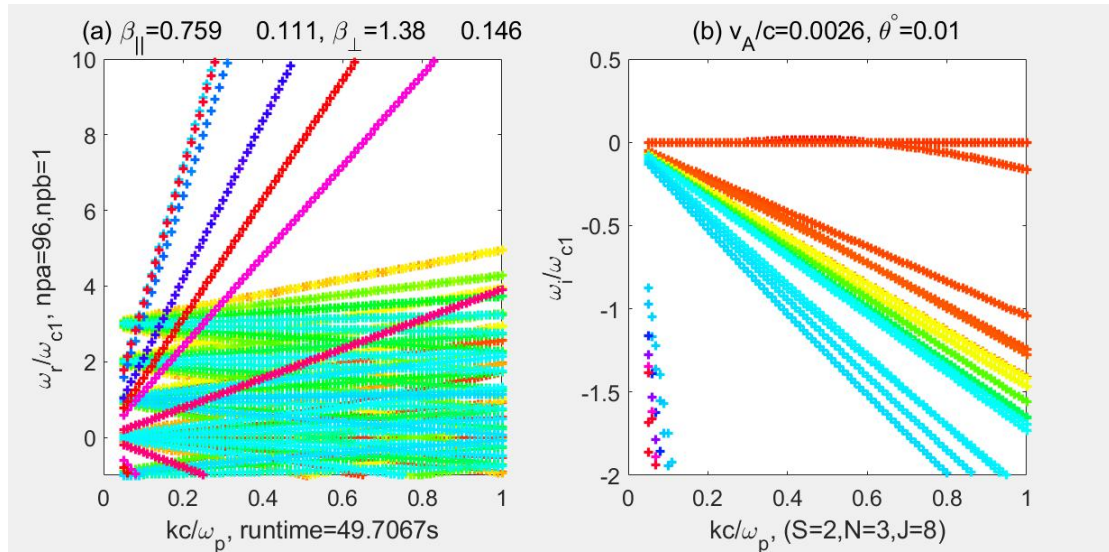 (a) β||=0.759 0.111, β⊥=1.38 0.146
ωr/ωc1, npa=96,npb=1
10
8
6
4
2
0
0 0.2 0.4 0.6 0.8 1
kc/ωp, runtime=49.7067s
(b) vA/c=0.0026, θ°=0.01
ωi/ωc1
0.5
0
-0.5
-1
-1.5
-2
0 0.2 0.4 0.6 0.8 1
kc/ωp, (S=2,N=3,J=8)